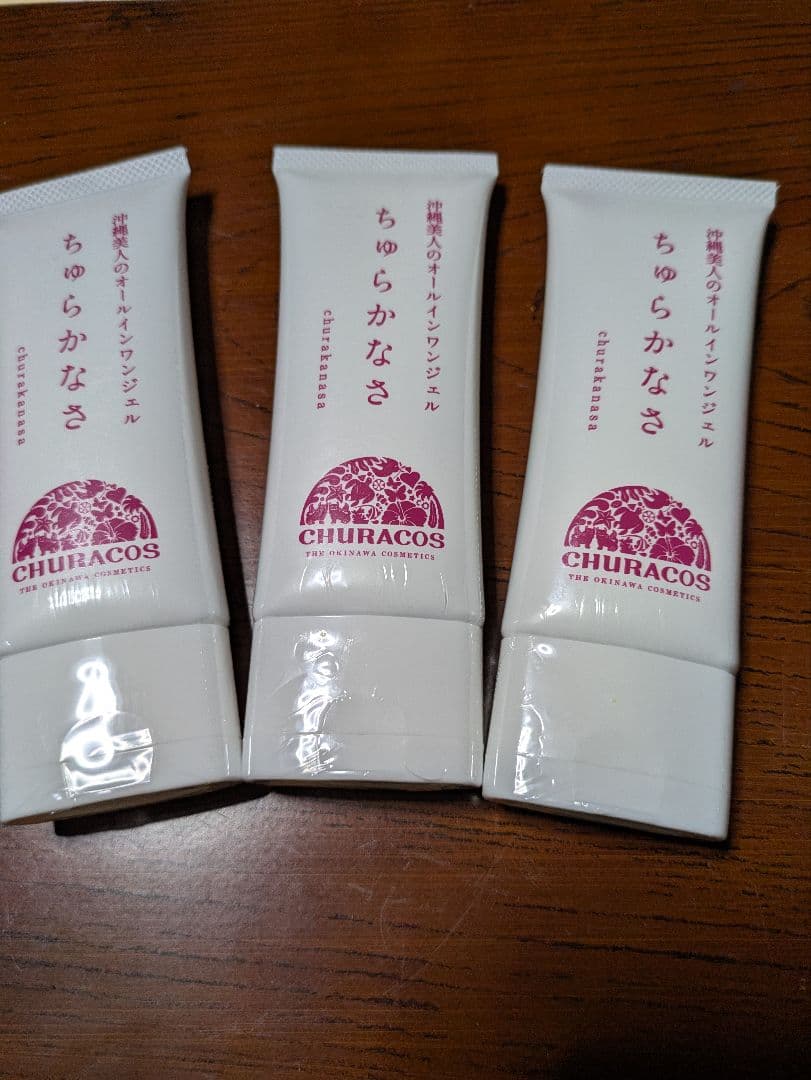 沖縄美人のオールインワンジェル
ちゅらかなさ
churakanasa
CHURACOS
THE OKINAWA COSMETICS
沖縄美人のオールインワンジェル
ちゅらかなさ
churakanasa
CHURACOS
THE OKINAWA COSMETICS
沖縄美人のオールインワンジェル
ちゅらかなさ
churakanasa
CHURACOS
THE OKINAWA COSMETICS